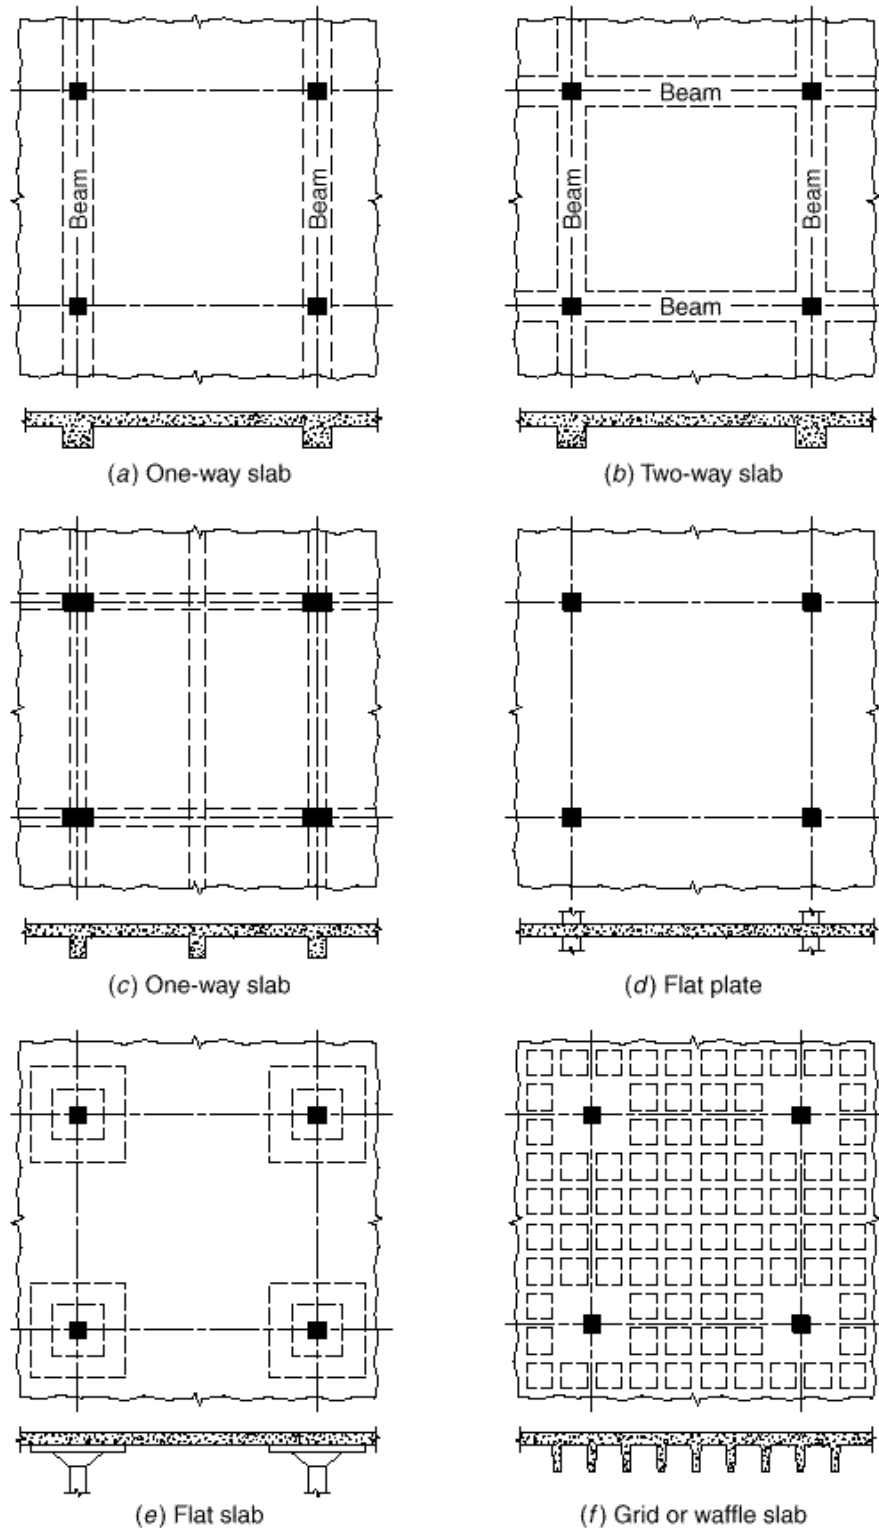 Beam
Beam
Beam
Beam
Beam
Beam
(a) One-way slab
(b) Two-way slab
(c) One-way slab
(d) Flat plate
(e) Flat slab
(f) Grid or waffle slab